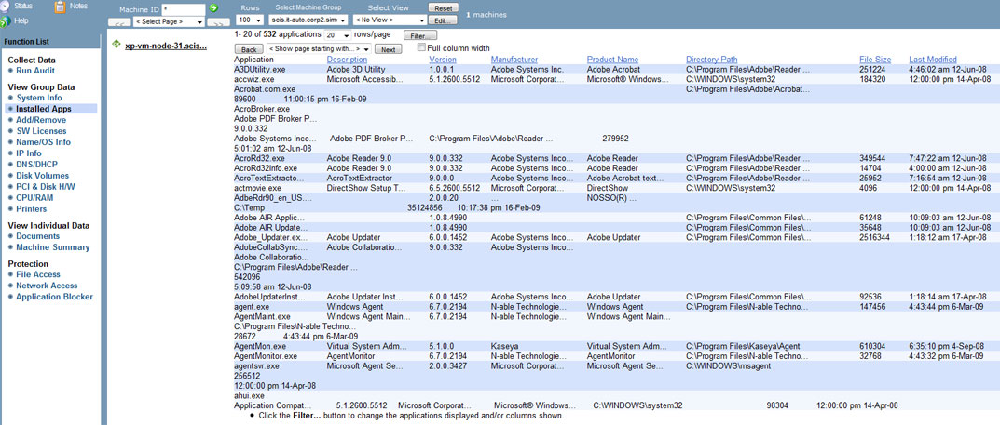 Status Notes
Help
Machine ID *
<< < Select Page > >>
Rows
100
Select Machine Group
scis.it-auto.corp2.sim
Select View
< No View >
Reset
Edit...
1 machines
Function List
Collect Data
Run Audit
View Group Data
System Info
Installed Apps
Add/Remove
SW Licenses
Name/OS Info
IP Info
DNS/DHCP
Disk Volumes
PCI & Disk H/W
CPU/RAM
Printers
View Individual Data
Documents
Machine Summary
Protection
File Access
Network Access
Application Blocker
xp-vm-node-31.scis...
1- 20 of 532 applications 20 rows/page Filter...
Back < Show page starting with... > Next Full column width
Application Description Version Manufacturer Product Name Directory Path File Size Last Modified
A3DUtility.exe Adobe 3D Utility 1.0.0.1 Adobe Systems Inc. Adobe Acrobat C:\Program Files\Adobe\Reader ... 251224 4:46:02 am 12-Jun-08
accwiz.exe Microsoft Accessib... 5.1.2600.5512 Microsoft Corporat... Microsoft® Windows... C:\WINDOWS\system32 184320 12:00:00 pm 14-Apr-08
Acrobat.com.exe C:\Program Files\Adobe\Acrobat...
89600 11:00:15 pm 16-Feb-09
AcroBroker.exe
Adobe PDF Broker P...
9.0.0.332
Adobe Systems Inco... Adobe PDF Broker P... C:\Program Files\Adobe\Reader ... 279952
5:01:02 am 12-Jun-08
AcroRd32.exe Adobe Reader 9.0 9.0.0.332 Adobe Systems Inco... Adobe Reader C:\Program Files\Adobe\Reader ... 349544 7:47:22 am 12-Jun-08
AcroRd32Info.exe Adobe Reader 9.0 9.0.0.332 Adobe Systems Inco... Adobe Reader C:\Program Files\Adobe\Reader ... 14704 4:00:00 am 12-Jun-08
AcroTextExtracto... AcroTextExtractor 9.0.0.0 Adobe Systems Inco... Adobe Acrobat text... C:\Program Files\Adobe\Reader ... 25952 7:16:54 am 12-Jun-08
actmovie.exe DirectShow Setup T... 6.5.2600.5512 Microsoft Corporat... DirectShow C:\WINDOWS\system32 4096 12:00:00 pm 14-Apr-08
AdbeRdr90_en_US.... 2.0.0.20 ... NOSSO(R) ...
C:\Temp 35124856 10:17:38 pm 16-Feb-09
Adobe AIR Applic... 1.0.8.4990 C:\Program Files\Common Files\... 61248 10:09:03 am 12-Jun-08
Adobe AIR Update... 1.0.8.4990 C:\Program Files\Common Files\... 35648 10:09:03 am 12-Jun-08
Adobe_Updater.ex... Adobe Updater 6.0.0.1452 Adobe Systems Inco... Adobe Updater C:\Program Files\Common Files\... 2516344 1:18:12 am 17-Apr-08
AdobeCollabSync.... Adobe Collaboratio... 9.0.0.332 Adobe Systems Inco...
Adobe Collaboratio...
C:\Program Files\Adobe\Reader ...
542096
5:09:58 am 12-Jun-08
AdobeUpdaterInst... Adobe Updater Inst... 6.0.0.1452 Adobe Systems Inco... Adobe Updater C:\Program Files\Common Files\... 92536 1:18:14 am 17-Apr-08
agent.exe Windows Agent 6.7.0.2194 N-able Technologie... Windows Agent C:\Program Files\N-able Techno... 147456 4:43:44 pm 6-Mar-09
AgentMaint.exe Windows Agent Main... 6.7.0.2194 N-able Technologie... Windows Agent Main...
C:\Program Files\N-able Techno...
28672 4:43:44 pm 6-Mar-09
AgentMon.exe Virtual System Adm... 5.1.0.0 Kaseya Virtual System Adm... C:\Program Files\Kaseya\Agent 610304 6:35:10 pm 4-Sep-08
AgentMonitor.exe AgentMonitor 6.7.0.2194 N-able Technologie... AgentMonitor C:\Program Files\N-able Techno... 32768 4:43:32 pm 6-Mar-09
agentsvr.exe Microsoft Agent Se... 2.0.0.3427 Microsoft Corporat... Microsoft Agent Se... C:\WINDOWS\msagent
256512
12:00:00 pm 14-Apr-08
ahui.exe
Application Compat... 5.1.2600.5512 Microsoft Corporat... Microsoft® Windows... C:\WINDOWS\system32 98304 12:00:00 pm 14-Apr-08
Click the Filter... button to change the applications displayed and/or columns shown.